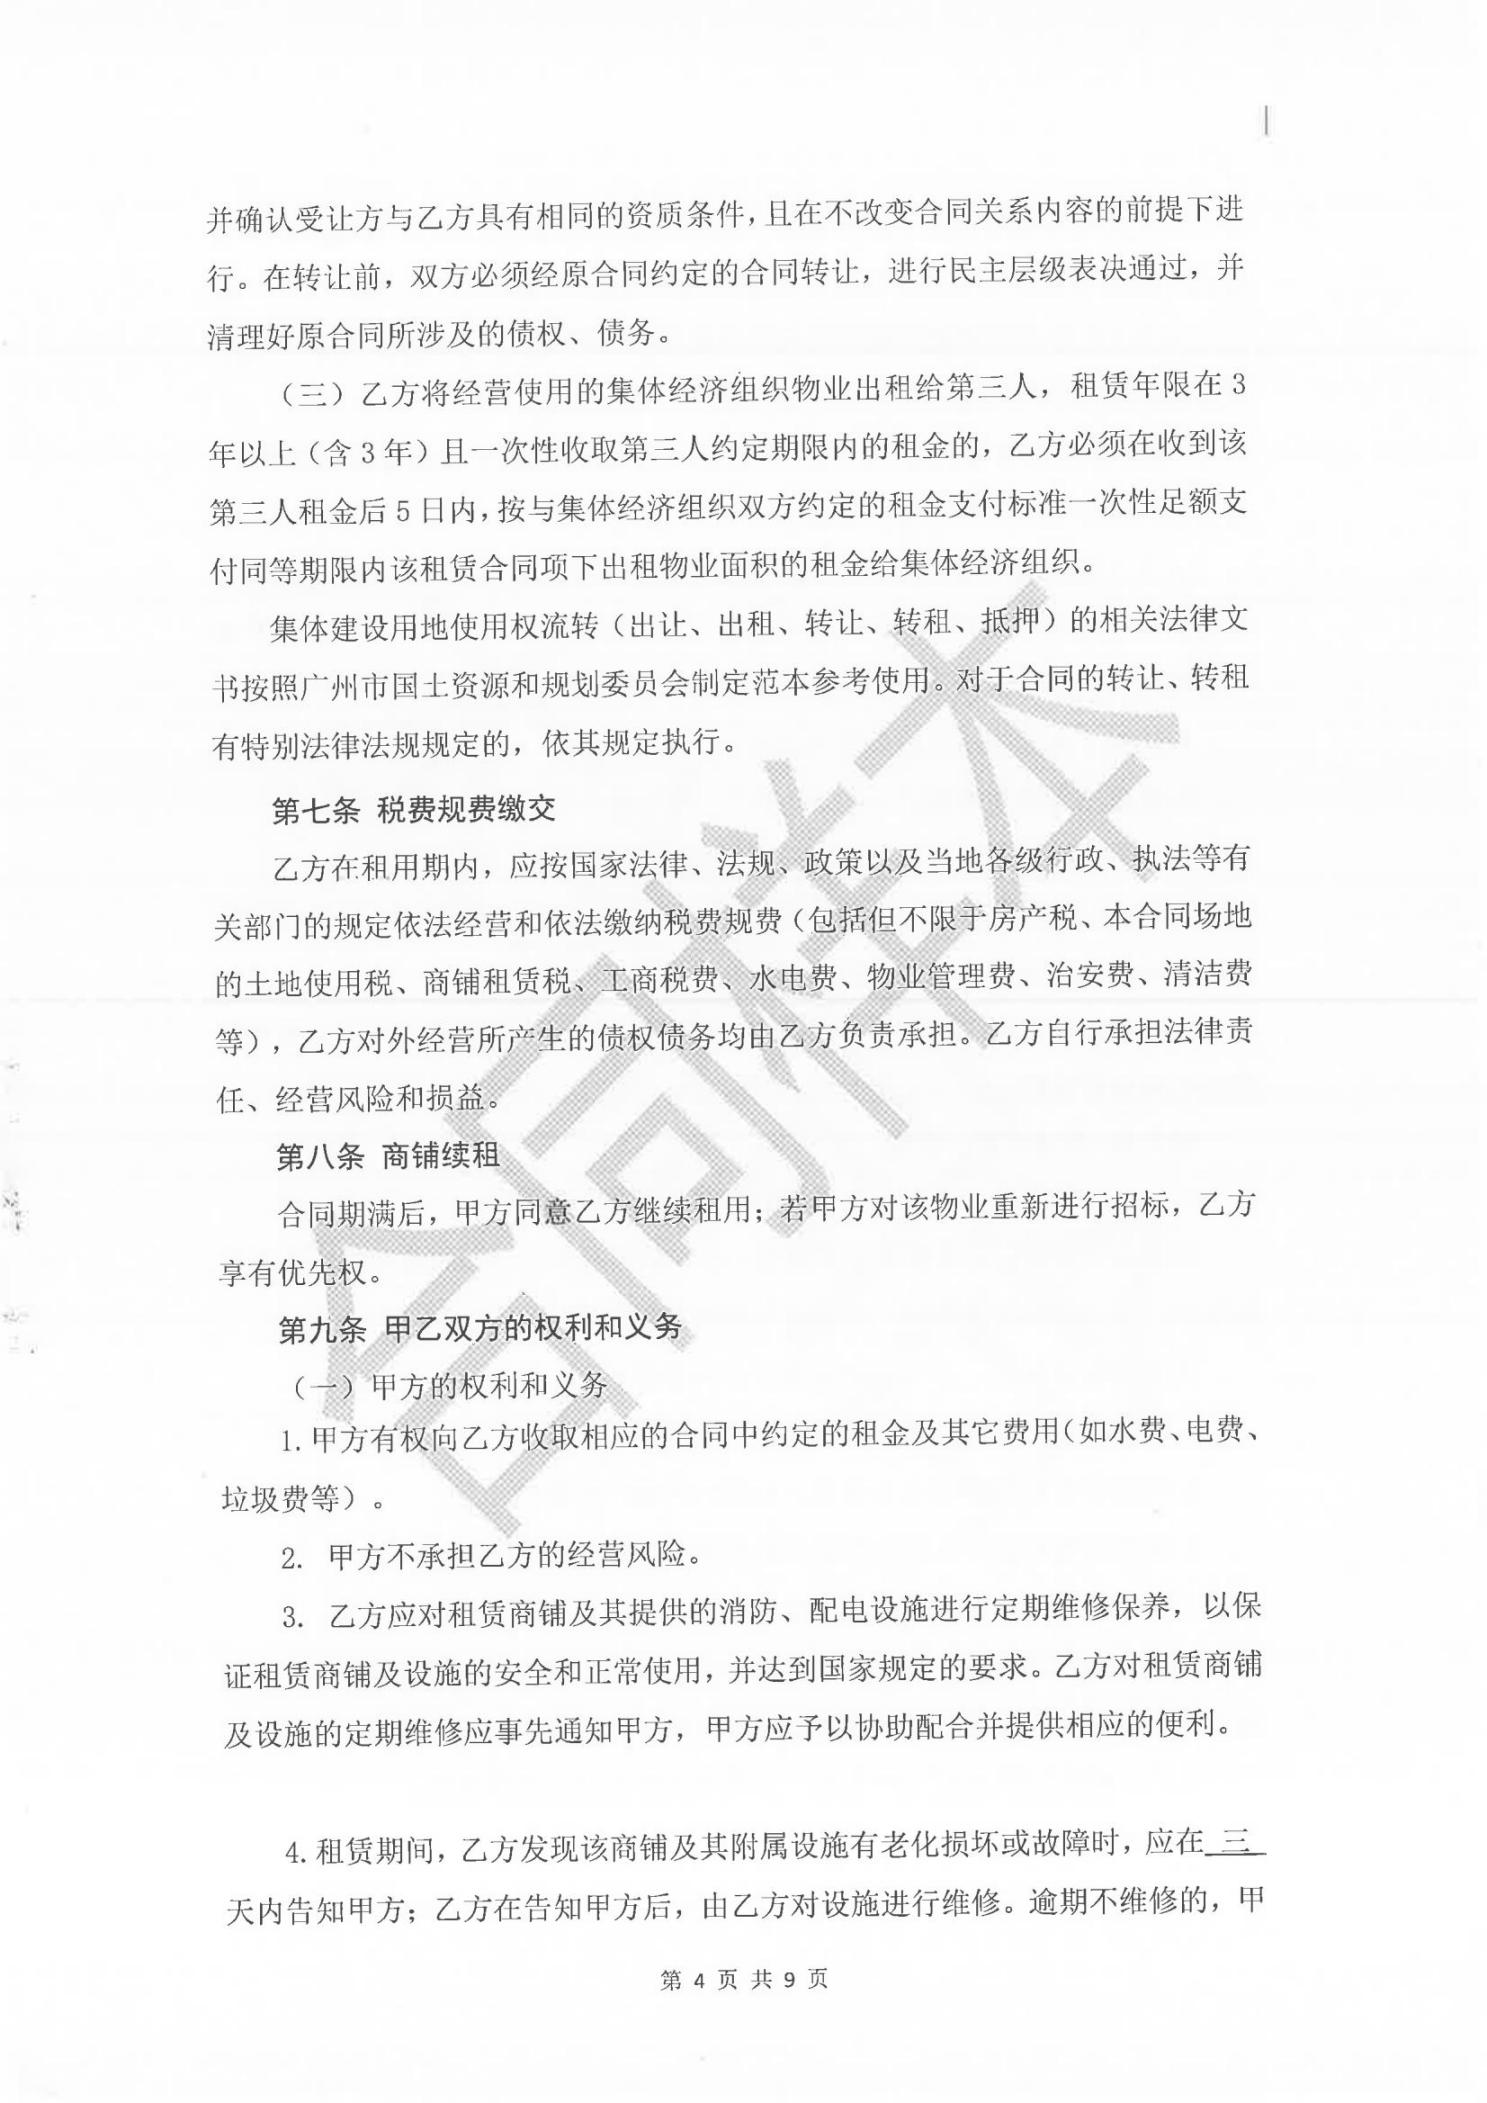 并确认受让方与乙方具有相同的资质条件，且在不改变合同关系内容的前提下进
行。在转让前，双方必须经原合同约定的合同转让，进行民主层级表决通过，并
清理好原合同所涉及的债权、债务。
（三）乙方将经营使用的集体经济组织物业出租给第三人，租赁年限在 3
年以上（含 3 年）且一次性收取第三人约定期限内的租金的，乙方必须在收到该
第三人租金后 5 日内，按与集体经济组织双方约定的租金支付标准一次性足额支
付同等期限内该租赁合同项下出租物业面积的租金给集体经济组织。
集体建设用地使用权流转（出让、出租、转让、转租、抵押）的相关法律文
书按照广州市国土资源和规划委员会制定范本参考使用。对于合同的转让、转租
有特别法律法规规定的，依其规定执行。
第七条 税费规费缴交
乙方在租用期内，应按国家法律、法规、政策以及当地各级行政、执法等有
关部门的规定依法经营和依法缴纳税费规费（包括但不限于房产税、本合同场地
的土地使用税、商铺租赁税、工商税费、水电费、物业管理费、治安费、清洁费
等），乙方对外经营所产生的债权债务均由乙方负责承担。乙方自行承担法律责
任、经营风险和损益。
第八条 商铺续租
合同期满后，甲方同意乙方继续租用；若甲方对该物业重新进行招标，乙方
享有优先权。
第九条 甲乙双方的权利和义务
（一）甲方的权利和义务
1.甲方有权向乙方收取相应的合同中约定的租金及其它费用（如水费、电费、
垃圾费等）。
2. 甲方不承担乙方的经营风险。
3. 乙方应对租赁商铺及其提供的消防、配电设施进行定期维修保养，以保
证租赁商铺及设施的安全和正常使用，并达到国家规定的要求。乙方对租赁商铺
及设施的定期维修应事先通知甲方，甲方应予以协助配合并提供相应的便利。
4.租赁期间，乙方发现该商铺及其附属设施有老化损坏或故障时，应在 三
天内告知甲方；乙方在告知甲方后，由乙方对设施进行维修。逾期不维修的，甲
第 4 页 共 9 页
合同样本